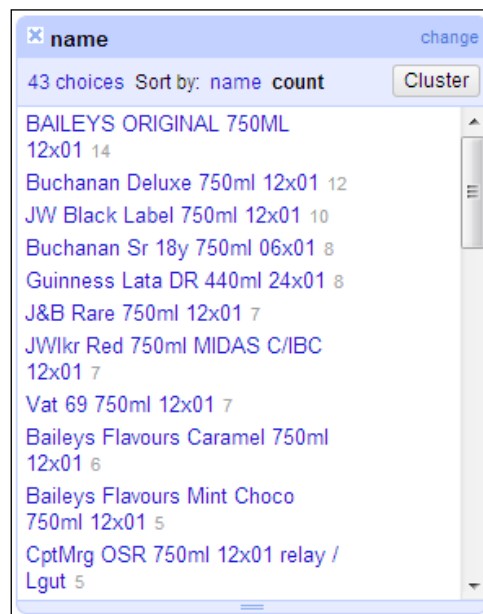 name change
43 choices Sort by: name count Cluster
BAILEYS ORIGINAL 750ML
12x01 14
Buchanan Deluxe 750ml 12x01 12
JW Black Label 750ml 12x01 10
Buchanan Sr 18y 750ml 06x01 8
Guinness Lata DR 440ml 24x01 8
J&B Rare 750ml 12x01 7
JWlkr Red 750ml MIDAS C/IBC
12x01 7
Vat 69 750ml 12x01 7
Baileys Flavours Caramel 750ml
12x01 6
Baileys Flavours Mint Choco
750ml 12x01 5
CptMrg OSR 750ml 12x01 relay /
Lgut 5